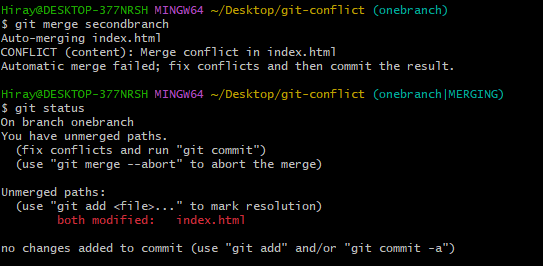 Hiray@DESKTOP-377NRSH MINGW64 ~/Desktop/git-conflict (onebranch)
$ git merge secondbranch
Auto-merging index.html
CONFLICT (content): Merge conflict in index.html
Automatic merge failed; fix conflicts and then commit the result.
Hiray@DESKTOP-377NRSH MINGW64 ~/Desktop/git-conflict (onebranch|MERGING)
$ git status
On branch onebranch
You have unmerged paths.
(fix conflicts and run "git commit")
(use "git merge --abort" to abort the merge)
Unmerged paths:
(use "git add <file>..." to mark resolution)
both modified:   index.html
no changes added to commit (use "git add" and/or "git commit -a")